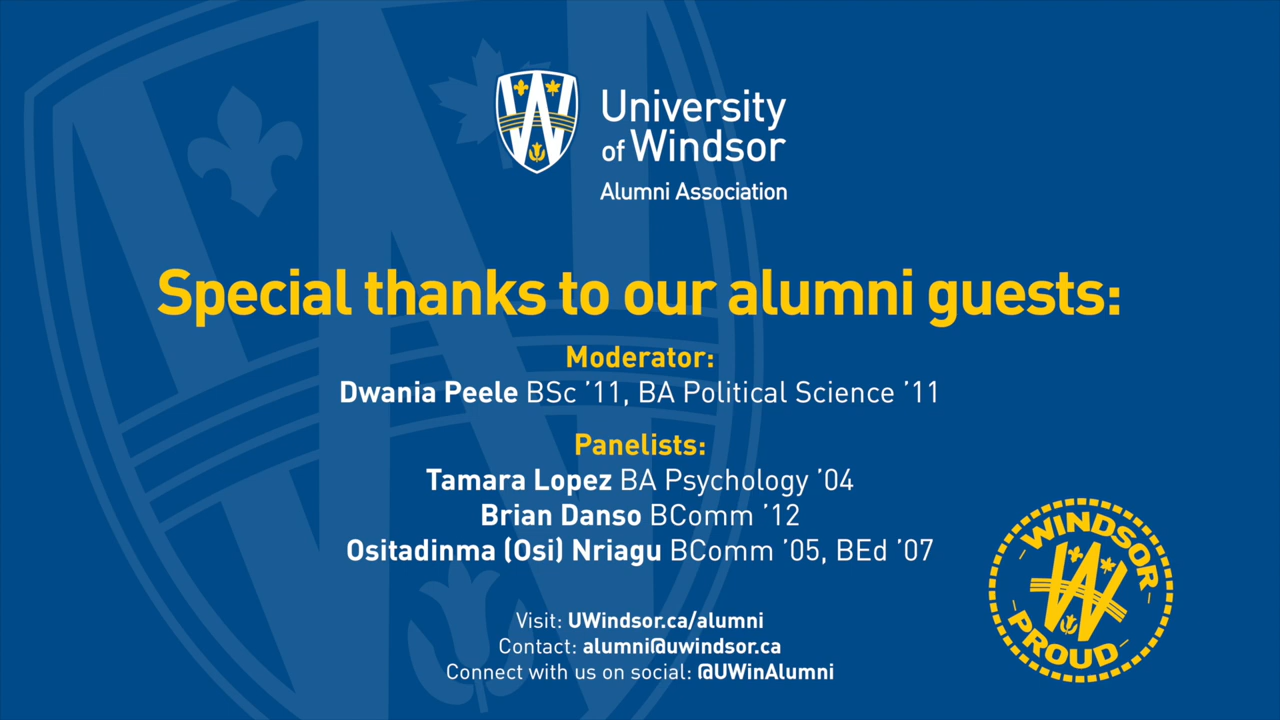 University
of Windsor
Alumni Association
Special thanks to our alumni guests:
Moderator:
Dwania Peele BSc ’11, BA Political Science ’11
Panelists:
Tamara Lopez BA Psychology ’04
Brian Danso BComm ’12
Ositadinma (Osi) Nriagu BComm ’05, BEd ’07
Visit: UWindsor.ca/alumni
Contact: alumni@uwindsor.ca
Connect with us on social: @UWinAlumni
WINDSOR
PROUD